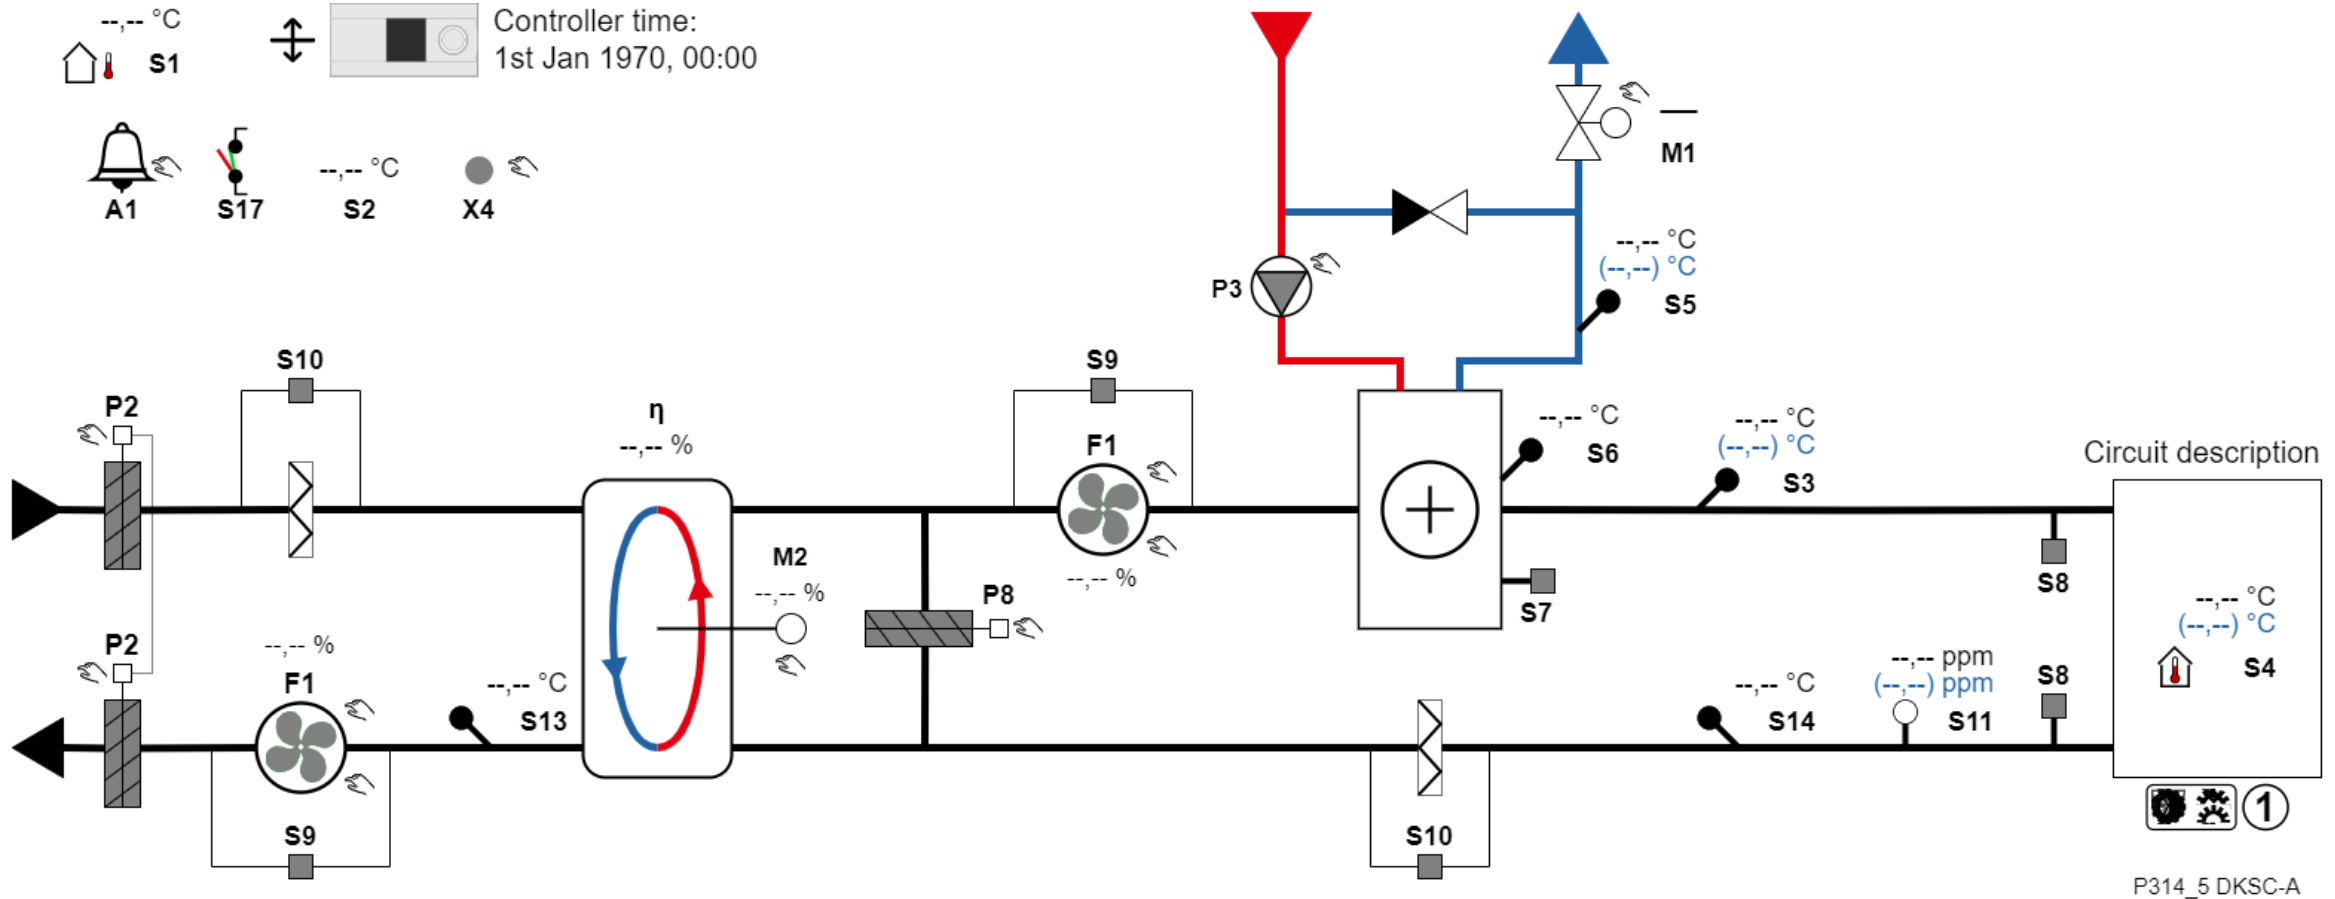 --,-- °C
S1
Controller time:
1st Jan 1970, 00:00
A1
S17
--,-- °C
S2
X4
M1
--,-- °C
(--,--) °C
S5
P3
S10
P2
η
--,-- %
S9
F1
--,-- %
--,-- °C
S6
--,-- °C
(--,--) °C
S3
Circuit description
M2
--,-- %
P8
S7
S8
--,-- °C
(--,--) °C
S4
P2
--,-- %
F1
--,-- °C
S13
--,-- °C
S14
--,-- ppm
(--,--) ppm
S11
S8
S9
S10
1
P314_5 DKSC-A